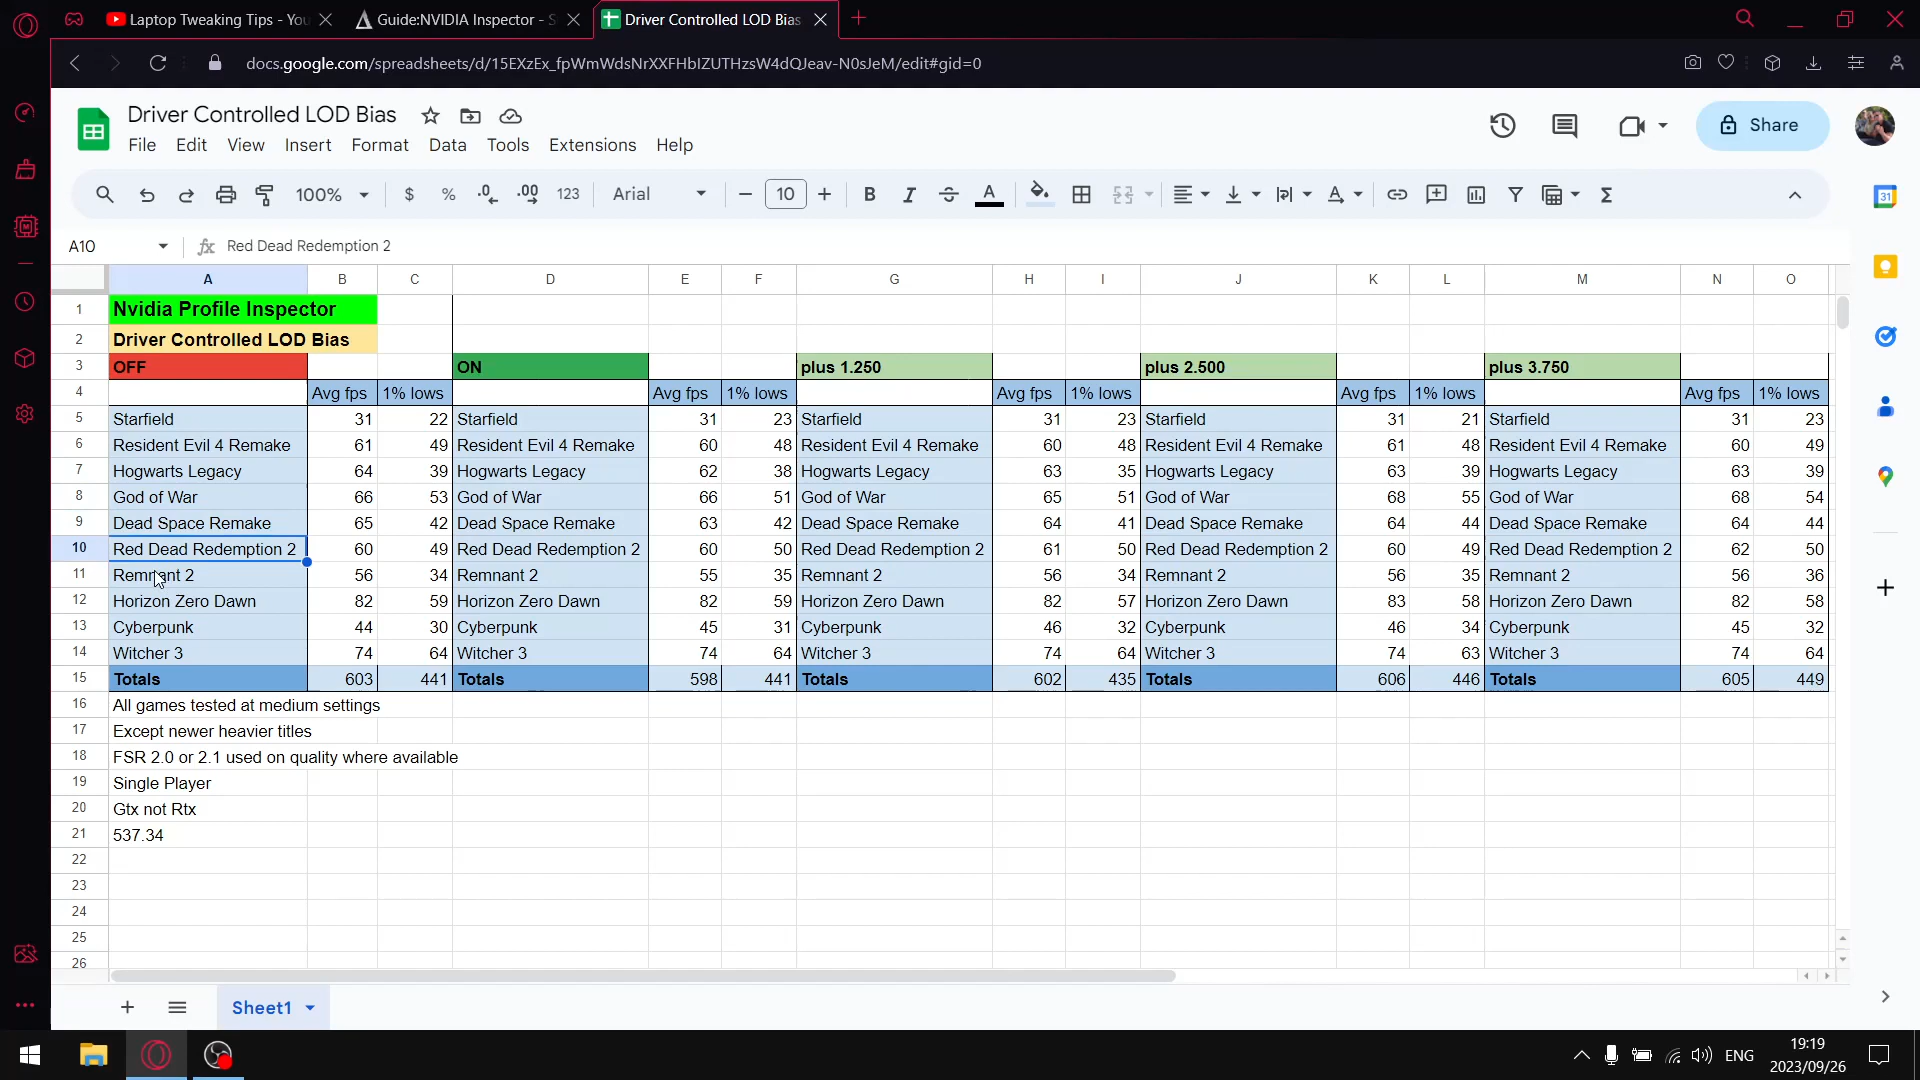 Laptop Tweaking Tips - You
Guide:NVIDIA Inspector - S
Driver Controlled LOD Bias
docs.google.com/spreadsheets/d/15EXzEx_fpWmWdsNrXXFHbIZUTHzsW4dQJeav-N0sJeM/edit#gid=0
Driver Controlled LOD Bias
Share
File Edit View Insert Format Data Tools Extensions Help
100% $ % .0 .00 123 Arial 10 B I A
31
A10 fx Red Dead Redemption 2
A B C D E F G H I J K L M N O
1 Nvidia Profile Inspector
2 Driver Controlled LOD Bias
3 OFF ON plus 1.250 plus 2.500 plus 3.750
4 Avg fps 1% lows Avg fps 1% lows Avg fps 1% lows Avg fps 1% lows Avg fps 1% lows
5 Starfield 31 22 Starfield 31 23 Starfield 31 23 Starfield 31 21 Starfield 31 23
6 Resident Evil 4 Remake 61 49 Resident Evil 4 Remake 60 48 Resident Evil 4 Remake 60 48 Resident Evil 4 Remake 61 48 Resident Evil 4 Remake 60 49
7 Hogwarts Legacy 64 39 Hogwarts Legacy 62 38 Hogwarts Legacy 63 35 Hogwarts Legacy 63 39 Hogwarts Legacy 63 39
8 God of War 66 53 God of War 66 51 God of War 65 51 God of War 68 55 God of War 68 54
9 Dead Space Remake 65 42 Dead Space Remake 63 42 Dead Space Remake 64 41 Dead Space Remake 64 44 Dead Space Remake 64 44
10 Red Dead Redemption 2 60 49 Red Dead Redemption 2 60 50 Red Dead Redemption 2 61 50 Red Dead Redemption 2 60 49 Red Dead Redemption 2 62 50
11 Remnant 2 56 34 Remnant 2 55 35 Remnant 2 56 34 Remnant 2 56 35 Remnant 2 56 36
12 Horizon Zero Dawn 82 59 Horizon Zero Dawn 82 59 Horizon Zero Dawn 82 57 Horizon Zero Dawn 83 58 Horizon Zero Dawn 82 58
13 Cyberpunk 44 30 Cyberpunk 45 31 Cyberpunk 46 32 Cyberpunk 46 34 Cyberpunk 45 32
14 Witcher 3 74 64 Witcher 3 74 64 Witcher 3 74 64 Witcher 3 74 63 Witcher 3 74 64
15 Totals 603 441 Totals 598 441 Totals 602 435 Totals 606 446 Totals 605 449
16 All games tested at medium settings
17 Except newer heavier titles
18 FSR 2.0 or 2.1 used on quality where available
19 Single Player
20 Gtx not Rtx
21 537.34
22
23
24
25
26
Sheet1
ENG
19:19
2023/09/26